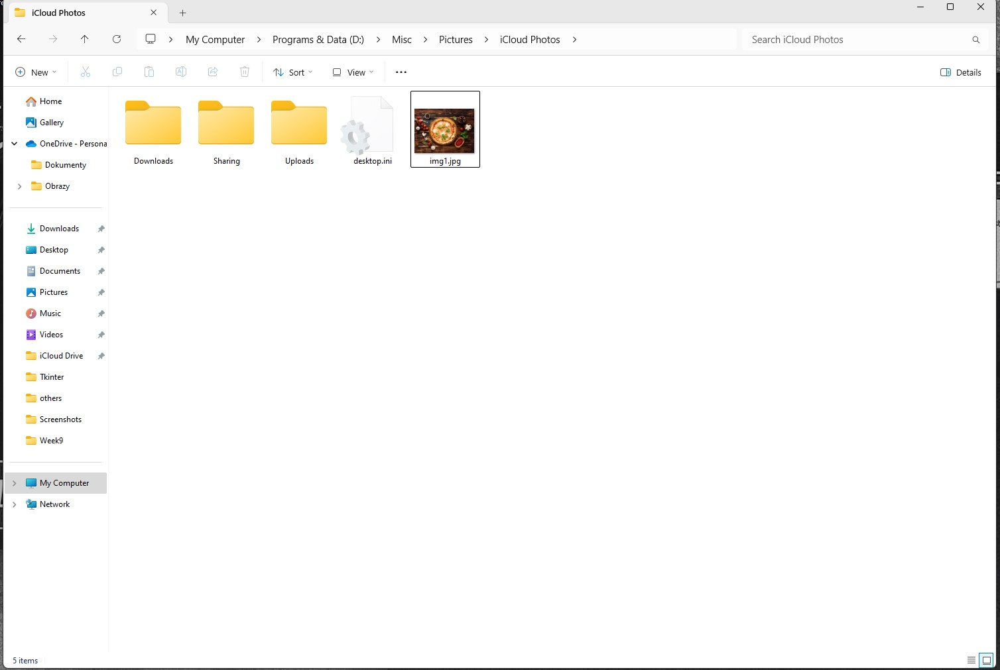 iCloud Photos
My Computer > Programs & Data (D:) > Misc > Pictures > iCloud Photos >
Search iCloud Photos
New
Sort
View
Details
Home
Gallery
OneDrive - Persona
Dokumenty
Obrazy
Downloads
Desktop
Documents
Pictures
Music
Videos
iCloud Drive
Tkinter
others
Screenshots
Week9
My Computer
Network
Downloads
Sharing
Uploads
desktop.ini
img1.jpg
5 items